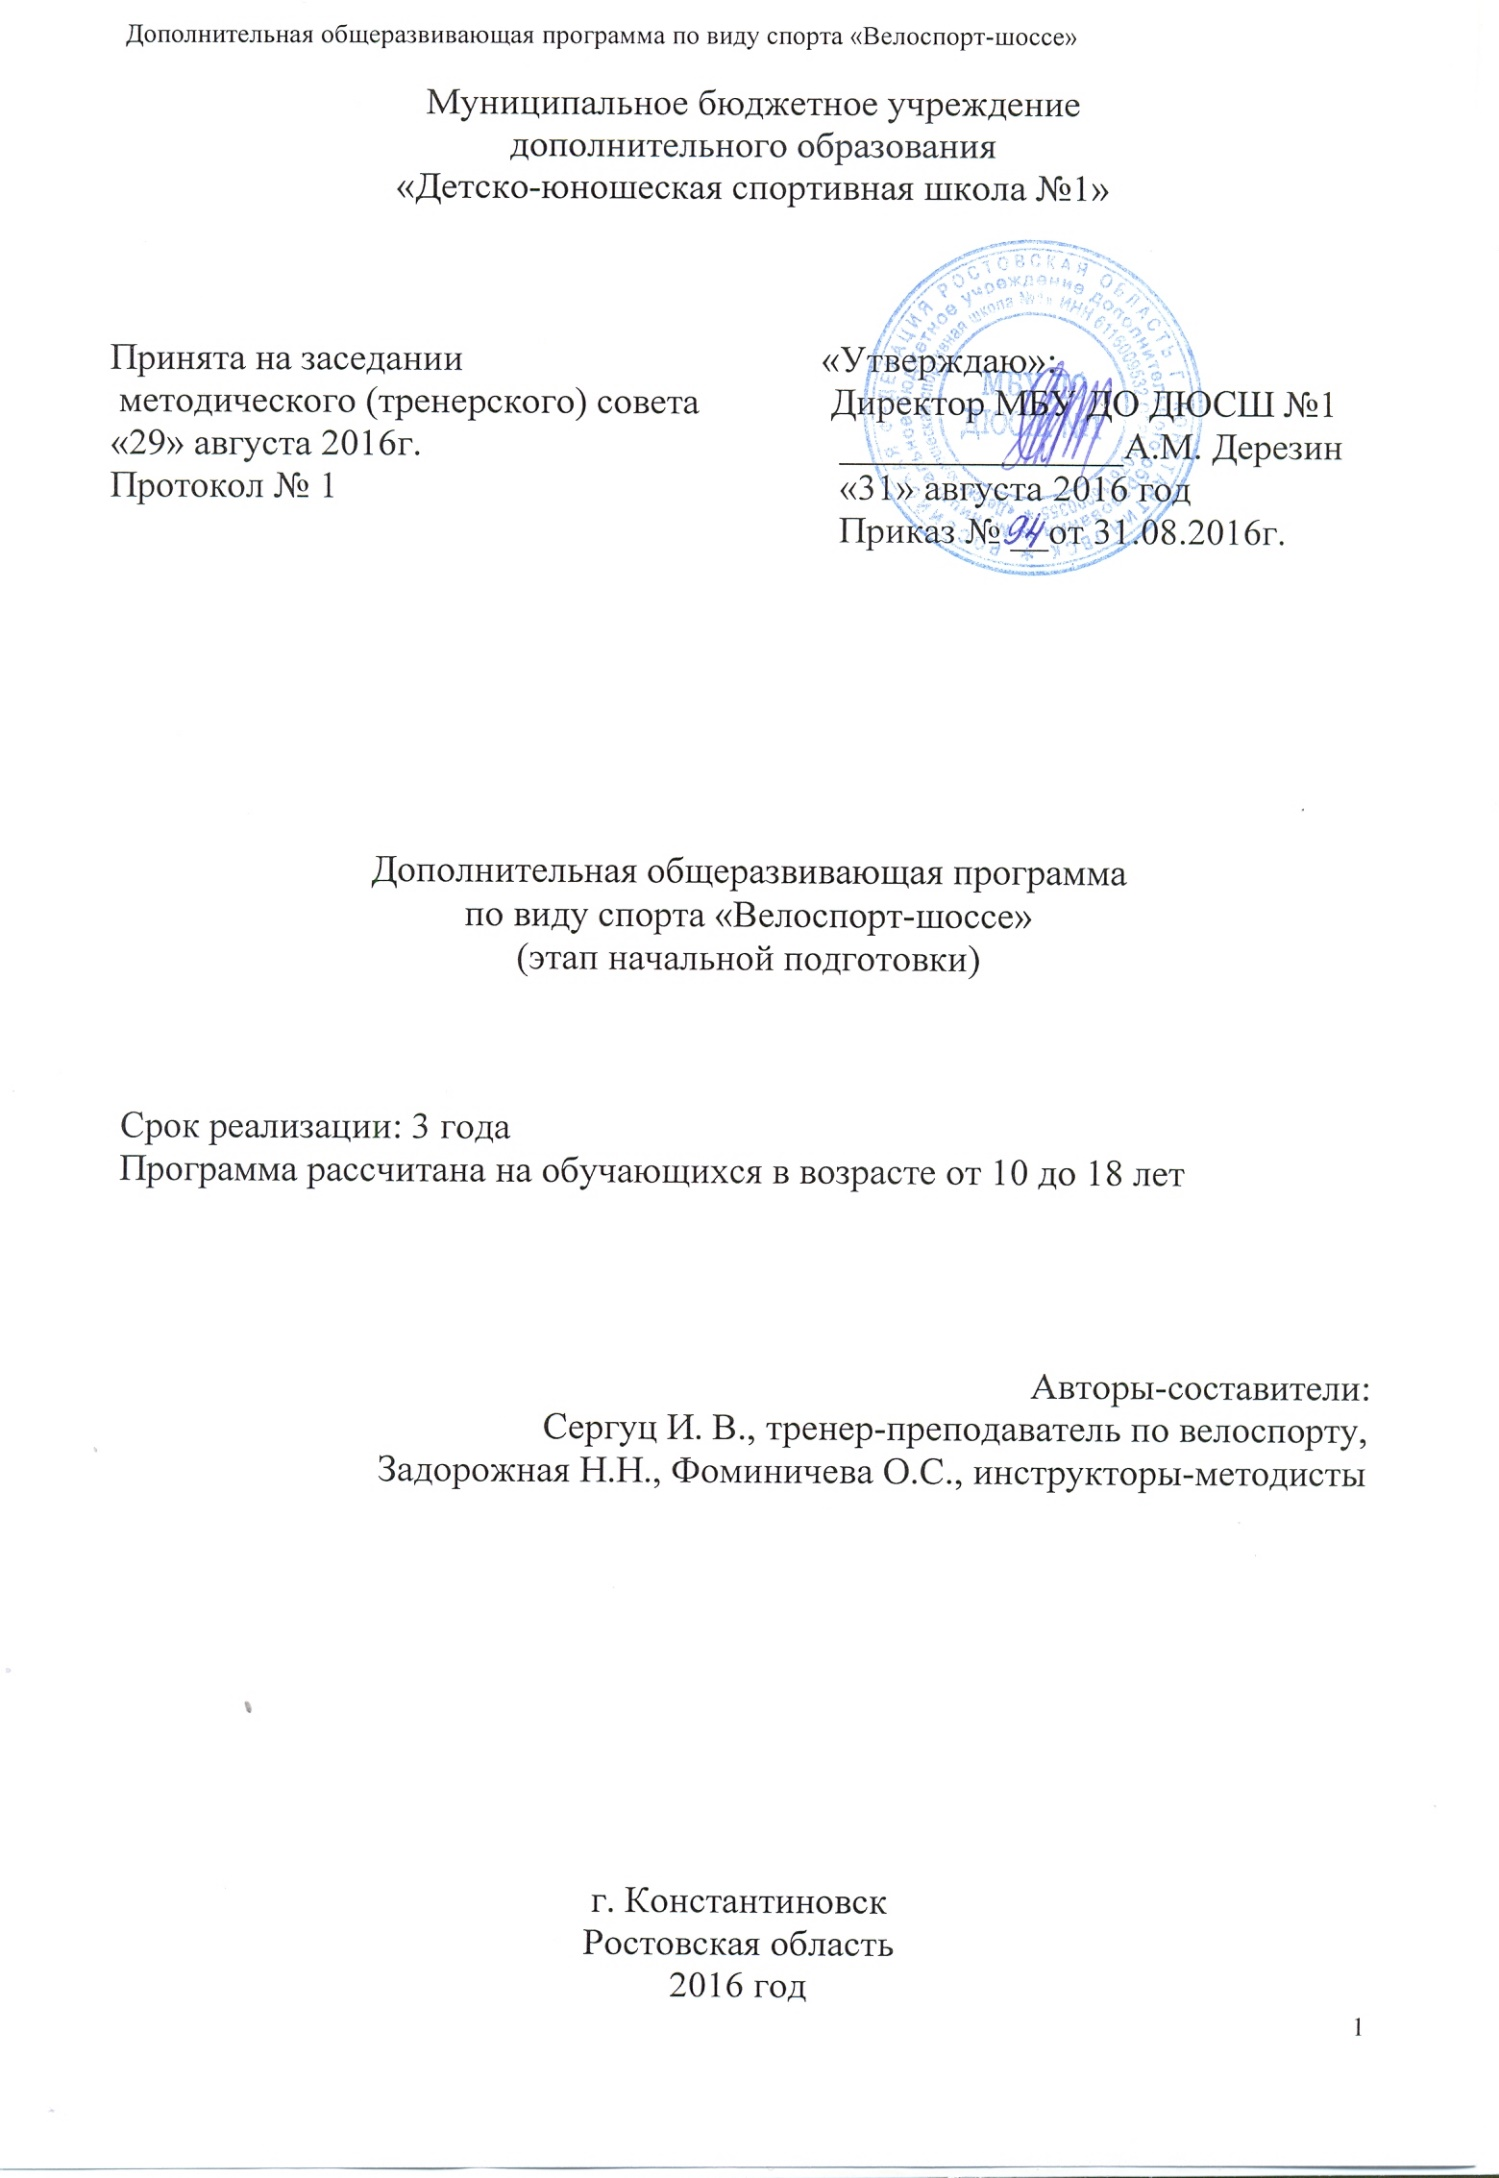 Дополнительная общеразвивающая программа по виду спорта «Велоспорт-шоссе»
Муниципальное бюджетное учреждение
дополнительного образования
«Детско-юношеская спортивная школа №1»
Принята на заседании
методического (тренерского) совета
«29» августа 2016г.
Протокол № 1
«Утверждаю»:
Директор МБУ ДО ДЮСШ №1
_______________А.М. Дерезин
«31» августа 2016 год
Приказ № 94 от 31.08.2016г.
РОСТОВСКАЯ ОБЛАСТЬ
Дополнительная общеразвивающая программа
по виду спорта «Велоспорт-шоссе»
(этап начальной подготовки)
Срок реализации: 3 года
Программа рассчитана на обучающихся в возрасте от 10 до 18 лет
Авторы-составители:
Сергуц И. В., тренер-преподаватель по велоспорту,
Задорожная Н.Н., Фоминичева О.С., инструкторы-методисты
г. Константиновск
Ростовская область
2016 год
1